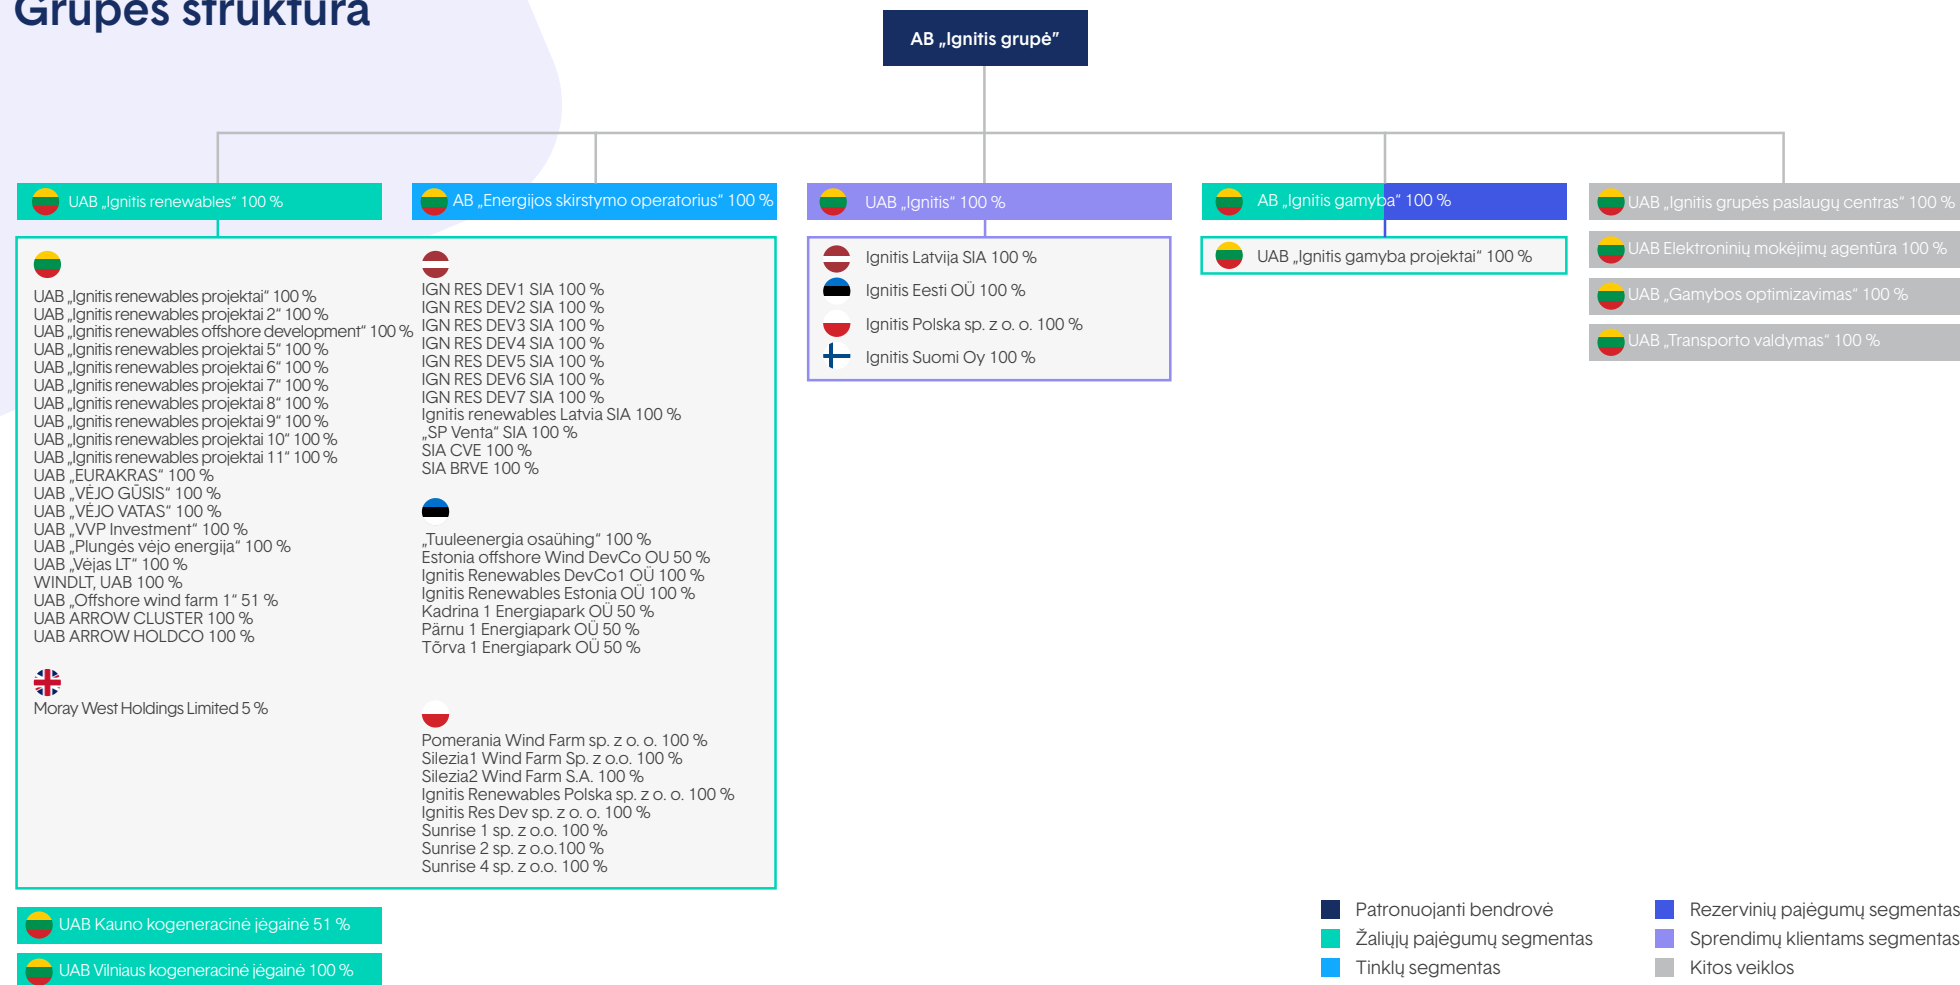 Grupės struktūra
AB „Ignitis grupė”
UAB „Ignitis renewables“ 100 %
AB „Energijos skirstymo operatorius“ 100 %
UAB „Ignitis“ 100 %
AB „Ignitis gamyba“ 100 %
UAB „Ignitis grupės paslaugų centras“ 100 %
UAB Elektroninių mokėjimų agentūra 100 %
UAB „Gamybos optimizavimas“ 100 %
UAB „Transporto valdymas“ 100 %
UAB „Ignitis renewables projektai“ 100 %
UAB „Ignitis renewables projektai 2“ 100 %
UAB „Ignitis renewables offshore development“ 100 %
UAB „Ignitis renewables projektai 5“ 100 %
UAB „Ignitis renewables projektai 6“ 100 %
UAB „Ignitis renewables projektai 7“ 100 %
UAB „Ignitis renewables projektai 8“ 100 %
UAB „Ignitis renewables projektai 9“ 100 %
UAB „Ignitis renewables projektai 10“ 100 %
UAB „Ignitis renewables projektai 11“ 100 %
UAB „EURAKRAS“ 100 %
UAB „VĖJO GŪSIS“ 100 %
UAB „VĖJO VATAS“ 100 %
UAB „VVP Investment“ 100 %
UAB „Plungės vėjo energija“ 100 %
UAB „Vėjas LT“ 100 %
WINDLT, UAB 100 %
UAB „Offshore wind farm 1“ 51 %
UAB ARROW CLUSTER 100 %
UAB ARROW HOLDCO 100 %
Moray West Holdings Limited 5 %
IGN RES DEV1 SIA 100 %
IGN RES DEV2 SIA 100 %
IGN RES DEV3 SIA 100 %
IGN RES DEV4 SIA 100 %
IGN RES DEV5 SIA 100 %
IGN RES DEV6 SIA 100 %
IGN RES DEV7 SIA 100 %
Ignitis renewables Latvia SIA 100 %
„SP Venta“ SIA 100 %
SIA CVE 100 %
SIA BRVE 100 %
„Tuuleenergia osaühing“ 100 %
Estonia offshore Wind DevCo OU 50 %
Ignitis Renewables DevCo1 OÜ 100 %
Ignitis Renewables Estonia OÜ 100 %
Kadrina 1 Energiapark OÜ 50 %
Pärnu 1 Energiapark OÜ 50 %
Tõrva 1 Energiapark OÜ 50 %
Pomerania Wind Farm sp. z o. o. 100 %
Silezia1 Wind Farm Sp. z o.o. 100 %
Silezia2 Wind Farm S.A. 100 %
Ignitis Renewables Polska sp. z o. o. 100 %
Ignitis Res Dev sp. z o. o. 100 %
Sunrise 1 sp. z o.o. 100 %
Sunrise 2 sp. z o.o.100 %
Sunrise 4 sp. z o.o. 100 %
Ignitis Latvija SIA 100 %
Ignitis Eesti OÜ 100 %
Ignitis Polska sp. z o. o. 100 %
Ignitis Suomi Oy 100 %
UAB „Ignitis gamyba projektai“ 100 %
UAB Kauno kogeneracinė jėgainė 51 %
UAB Vilniaus kogeneracinė jėgainė 100 %
Patronuojanti bendrovė
Žaliųjų pajėgumų segmentas
Tinklų segmentas
Rezervinių pajėgumų segmentas
Sprendimų klientams segmentas
Kitos veiklos